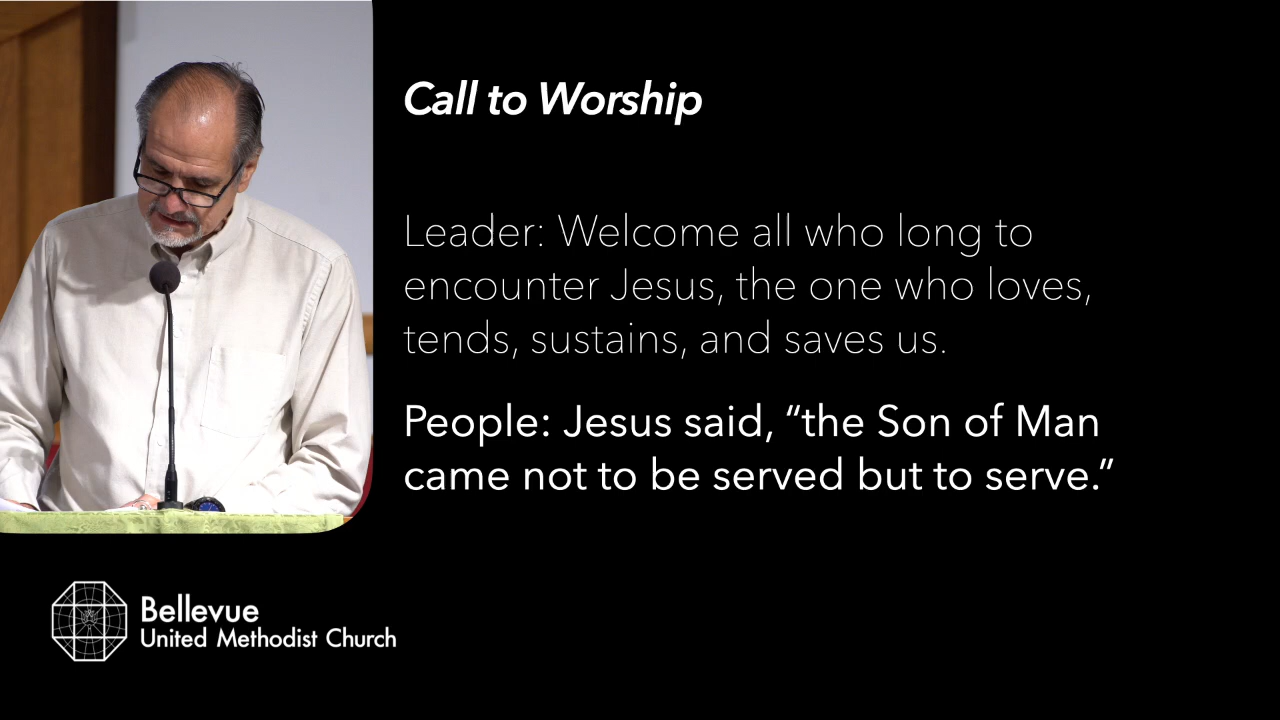 Call to Worship
Leader: Welcome all who long to
encounter Jesus, the one who loves,
tends, sustains, and saves us.
People: Jesus said, “the Son of Man
came not to be served but to serve.”
Bellevue
United Methodist Church